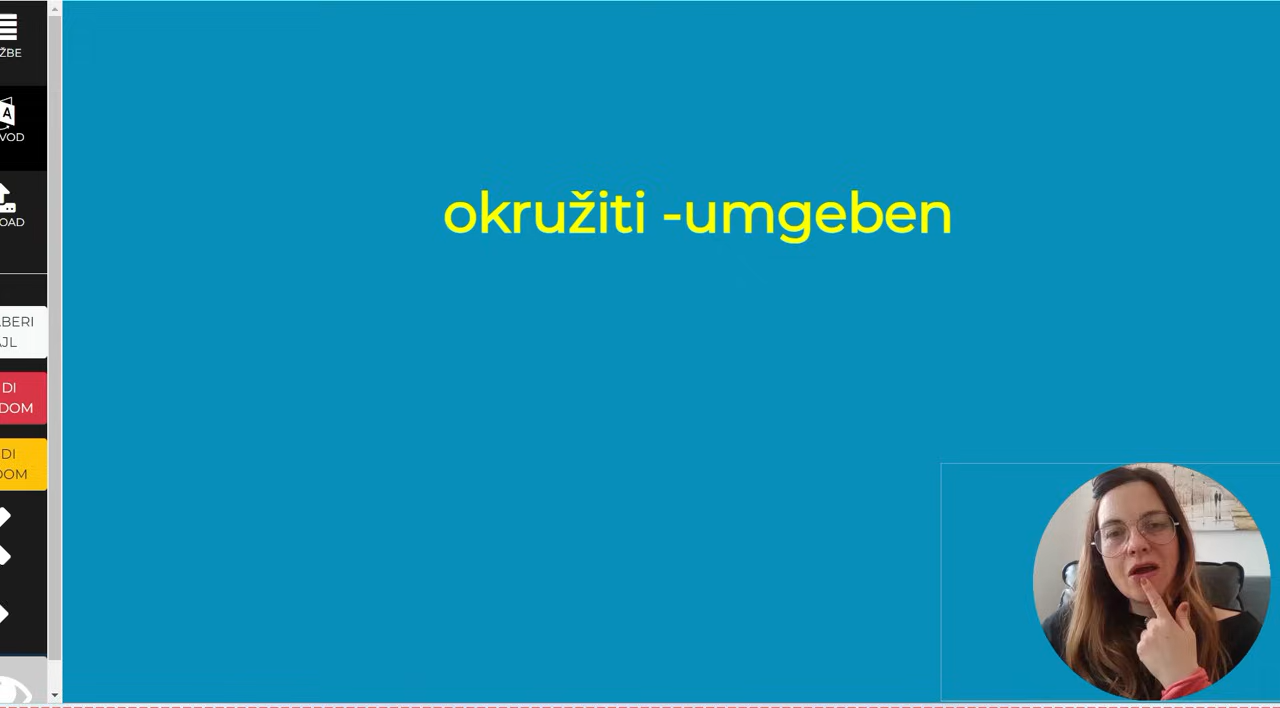 ŽBE
A
VOD
OAD
okružiti -umgeben
BERI
JL
DI
DOM
DI
DOM